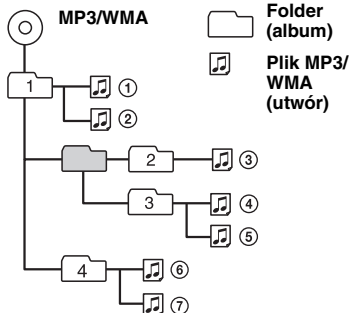 MP3/WMA
Folder
(album)
Plik MP3/
WMA
(utwór)
1
①
②
2
③
3
④
⑤
4
⑥
⑦